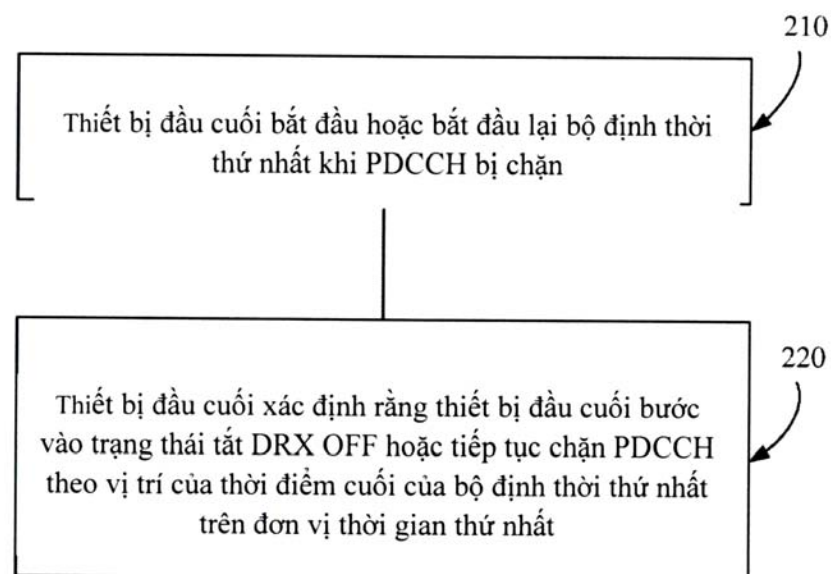 210
Thiết bị đầu cuối bắt đầu hoặc bắt đầu lại bộ định thời
thứ nhất khi PDCCH bị chặn
220
Thiết bị đầu cuối xác định rằng thiết bị đầu cuối bước
vào trạng thái tắt DRX OFF hoặc tiếp tục chặn PDCCH
theo vị trí của thời điểm cuối của bộ định thời thứ nhất
trên đơn vị thời gian thứ nhất